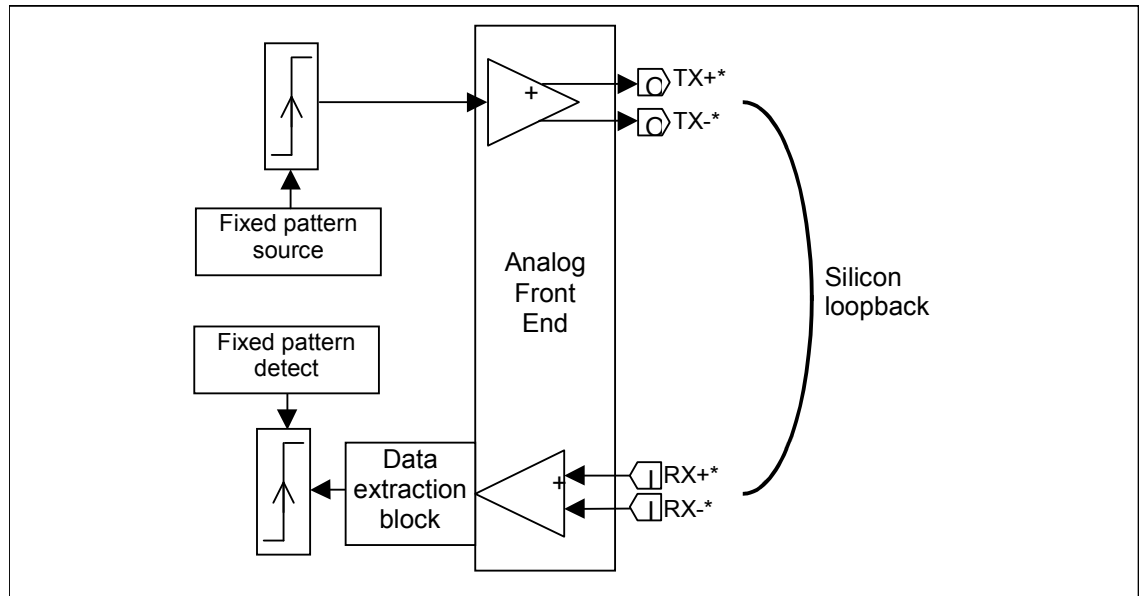 +
O TX+*
O TX-*
Fixed pattern
source
Analog
Front
End
Silicon
loopback
Fixed pattern
detect
Data
extraction
block
+
I RX+*
I RX-*